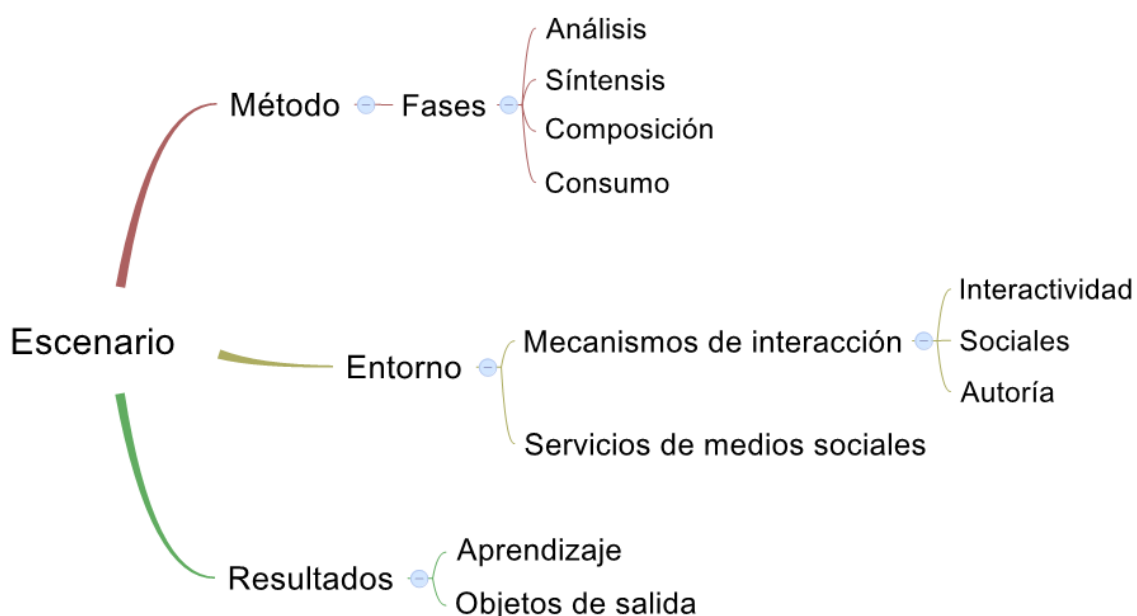 Escenario
Método
Fases
Análisis
Síntensis
Composición
Consumo
Entorno
Mecanismos de interacción
Interactividad
Sociales
Autoría
Servicios de medios sociales
Resultados
Aprendizaje
Objetos de salida